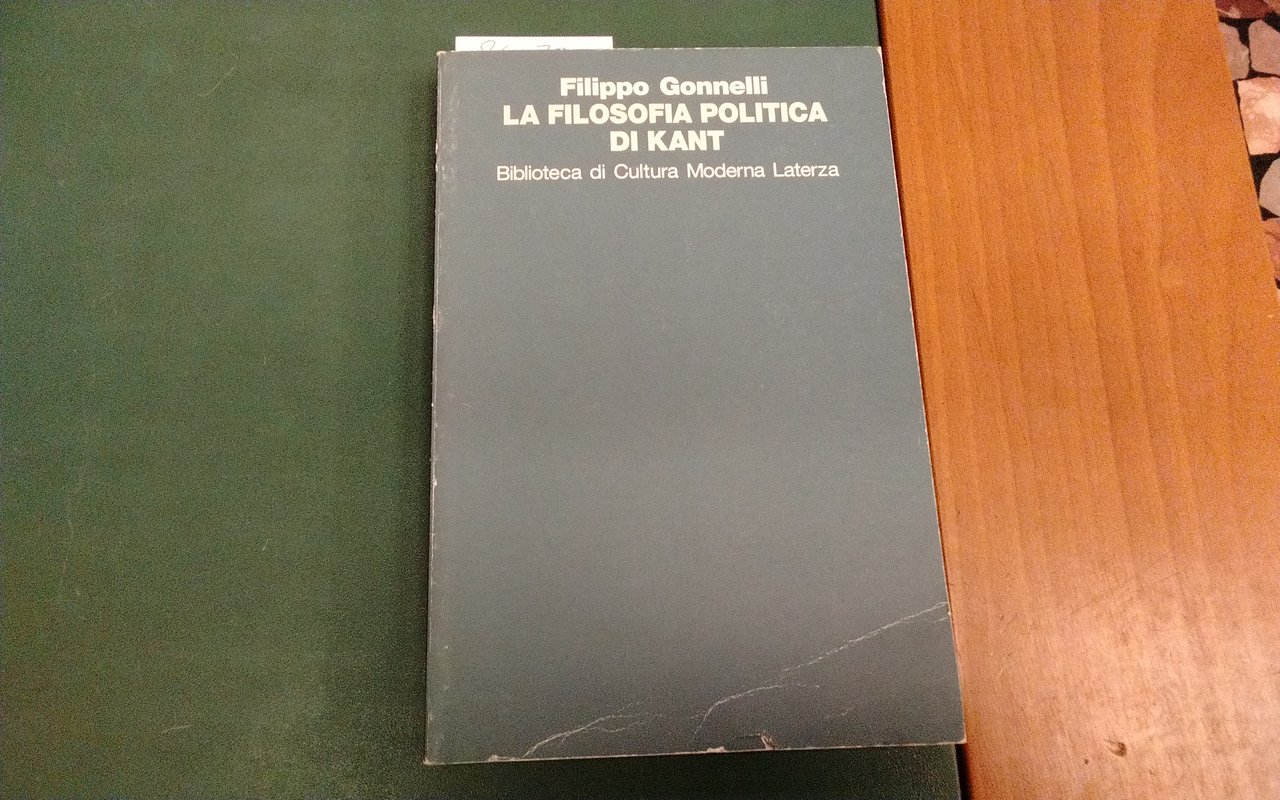 Filippo Gonnelli
LA FILOSOFIA POLITICA
DI KANT
Biblioteca di Cultura Moderna Laterza